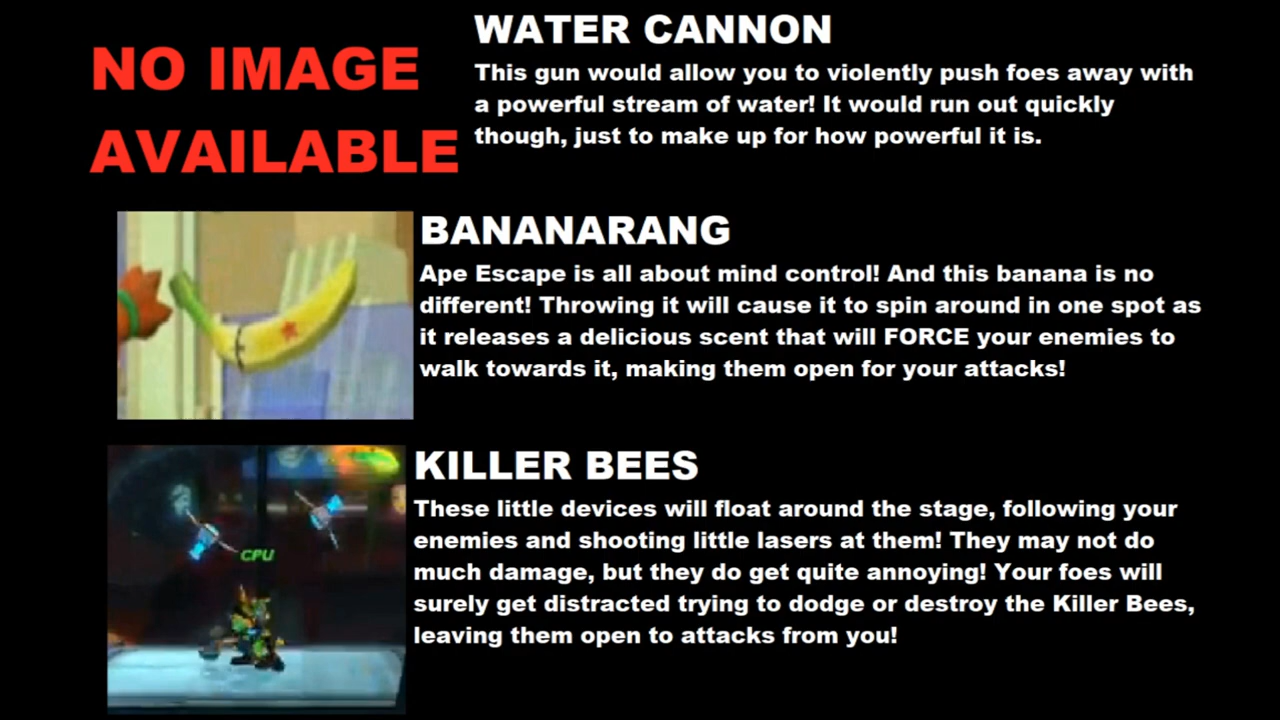 NO IMAGE
AVAILABLE
WATER CANNON
This gun would allow you to violently push foes away with
a powerful stream of water! It would run out quickly
though, just to make up for how powerful it is.
BANANARANG
Ape Escape is all about mind control! And this banana is no
different! Throwing it will cause it to spin around in one spot as
it releases a delicious scent that will FORCE your enemies to
walk towards it, making them open for your attacks!
CPU
KILLER BEES
These little devices will float around the stage, following your
enemies and shooting little lasers at them! They may not do
much damage, but they do get quite annoying! Your foes will
surely get distracted trying to dodge or destroy the Killer Bees,
leaving them open to attacks from you!